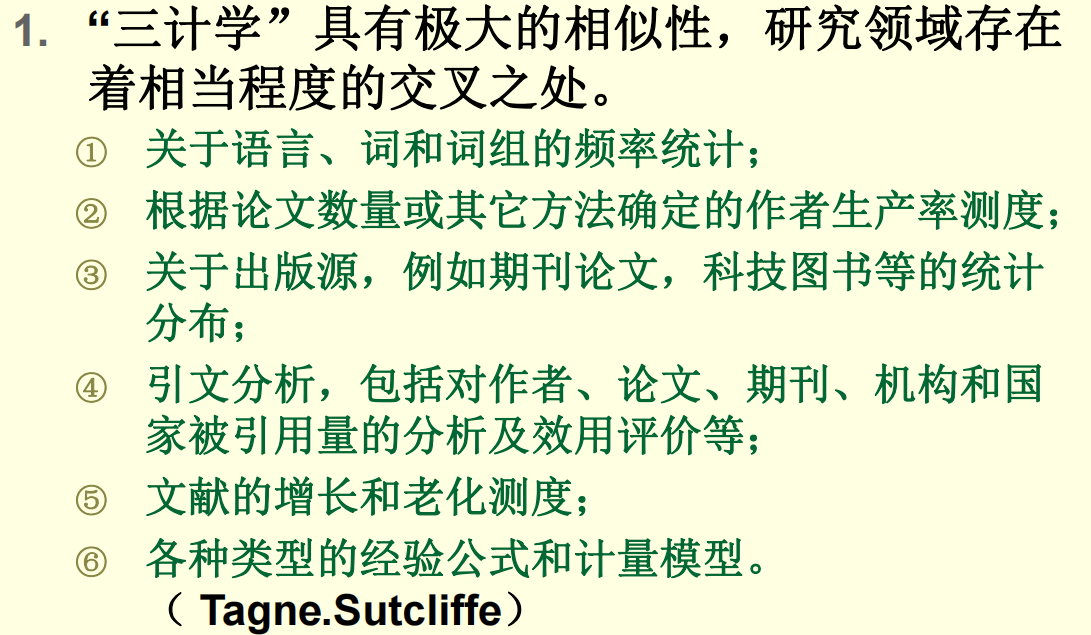 1. “三计学”具有极大的相似性，研究领域存在
着相当程度的交叉之处。
① 关于语言、词和词组的频率统计；
② 根据论文数量或其它方法确定的作者生产率测度；
③ 关于出版源，例如期刊论文，科技图书等的统计
分布；
④ 引文分析，包括对作者、论文、期刊、机构和国
家被引用量的分析及效用评价等；
⑤ 文献的增长和老化测度；
⑥ 各种类型的经验公式和计量模型。
（ Tagne.Sutcliffe）